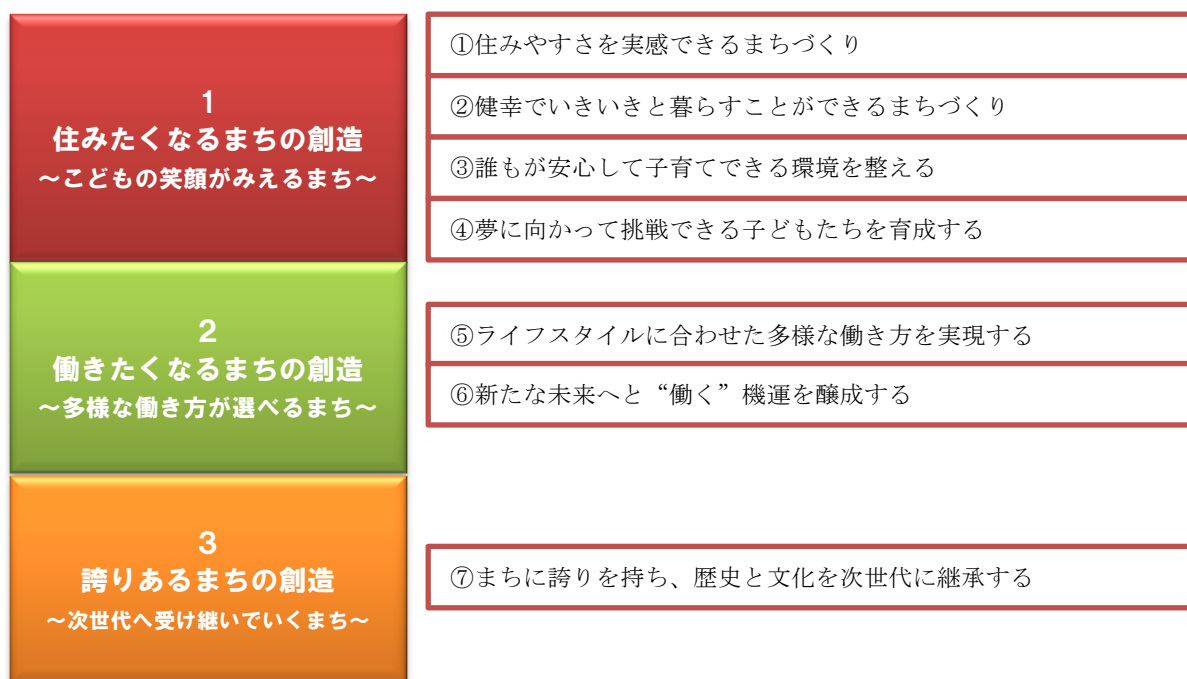 1
住みたくなるまちの創造
～こどもの笑顔がみえるまち～
①住みやすさを実感できるまちづくり
②健幸でいきいきと暮らすことができるまちづくり
③誰もが安心して子育てできる環境を整える
④夢に向かって挑戦できる子どもたちを育成する
2
働きたくなるまちの創造
～多様な働き方が選べるまち～
⑤ライフスタイルに合わせた多様な働き方を実現する
⑥新たな未来へと“働く”機運を醸成する
3
誇りあるまちの創造
～次世代へ受け継いでいくまち～
⑦まちに誇りを持ち、歴史と文化を次世代に継承する